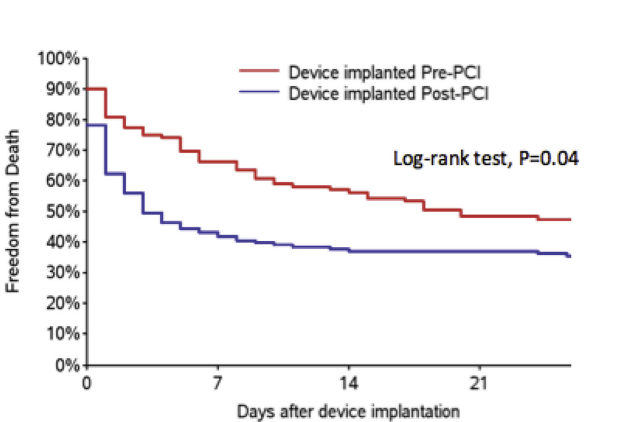 100%
90%
80%
70%
60%
50%
40%
30%
20%
10%
0%
Freedom from Death
Device implanted Pre-PCI
Device implanted Post-PCI
Log-rank test, P=0.04
0 7 14 21
Days after device implantation